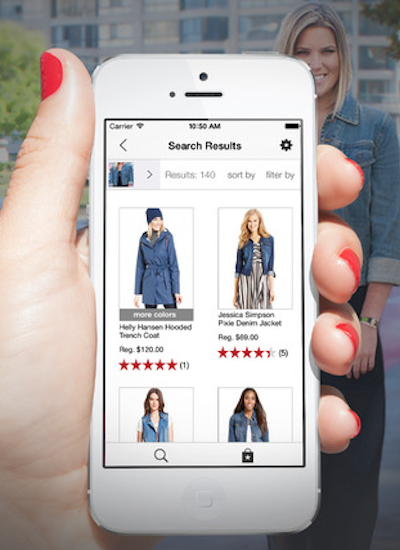 Carrier 10:50 AM
Search Results
Results: 140 sort by filter by
more colors
Helly Hansen Hooded
Trench Coat
Reg. $120.00
(1)
Jessica Simpson
Pixie Denim Jacket
Reg. $69.00
(5)